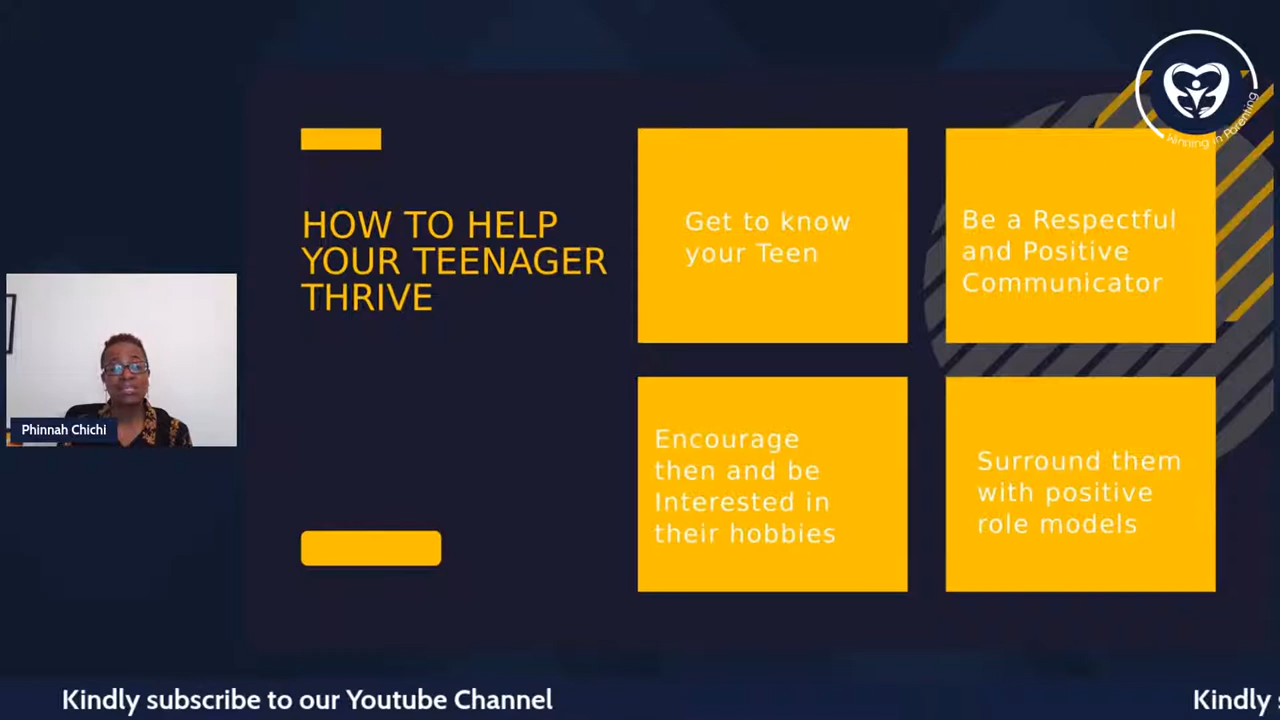 Winning in Parenting
HOW TO HELP
YOUR TEENAGER
THRIVE
Get to know
your Teen
Be a Respectful
and Positive
Communicator
Encourage
then and be
Interested in
their hobbies
Surround them
with positive
role models
Phinnah Chichi
Kindly subscribe to our Youtube Channel
Kindly